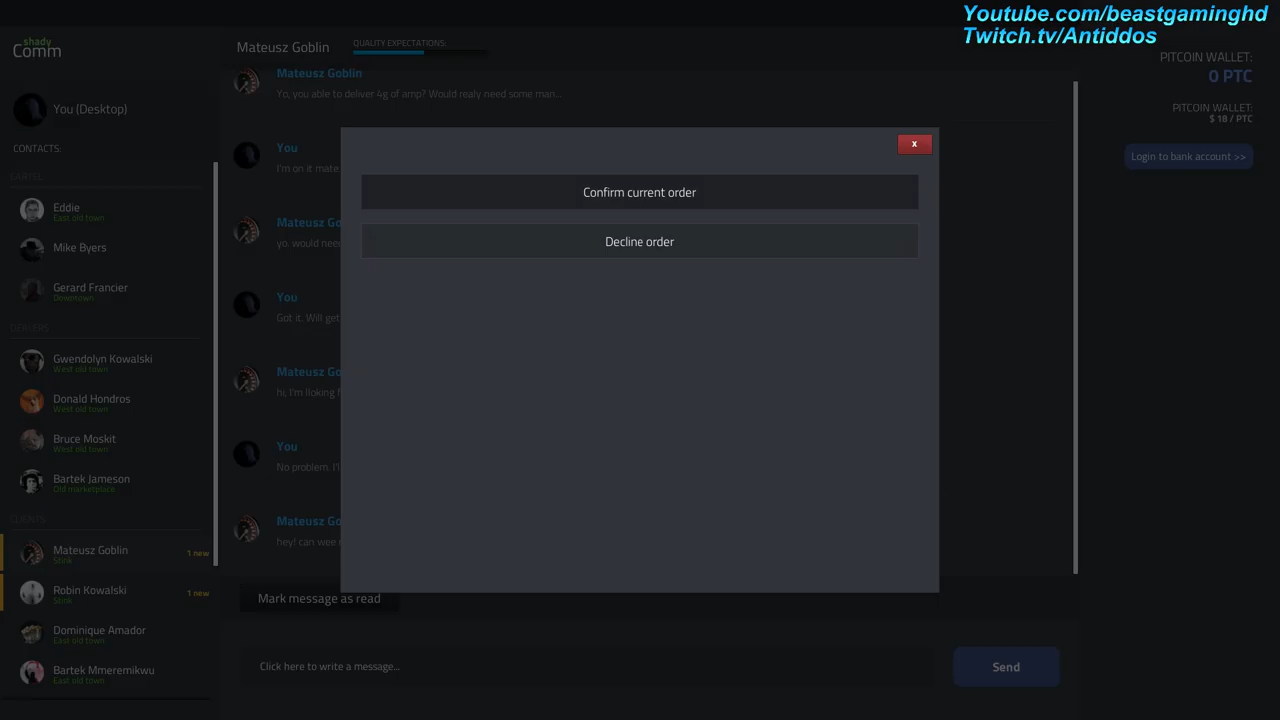 Youtube.com/beastgaminghd
Twitch.tv/Antiddos
shady
Comm
Mateusz Goblin
QUALITY EXPECTATIONS:
PITCOIN WALLET:
0 PTC
PITCOIN WALLET:
$ 18 / PTC
Login to bank account >>
You (Desktop)
CONTACTS:
CARTEL
Eddie
East old town
Mike Byers
Gerard Francier
Downtown
DEALERS
Gwendolyn Kowalski
West old town
Donald Hondros
West old town
Bruce Moskit
West old town
Bartek Jameson
Old marketplace
CLIENTS
Mateusz Goblin
Stink
1 new
Robin Kowalski
Stink
1 new
Dominique Amador
East old town
Bartek Mmeremikwu
East old town
Mateusz Goblin
Yo, you able to deliver 4g of amp? Would realy need some man...
You
I'm on it mate
Mateusz Go
yo. would nee
You
Got it. Will get
Mateusz Go
hi, I'm lloking
You
No problem. I'l
Mateusz Go
hey! can wee
x
Confirm current order
Decline order
Mark message as read
Click here to write a message...
Send